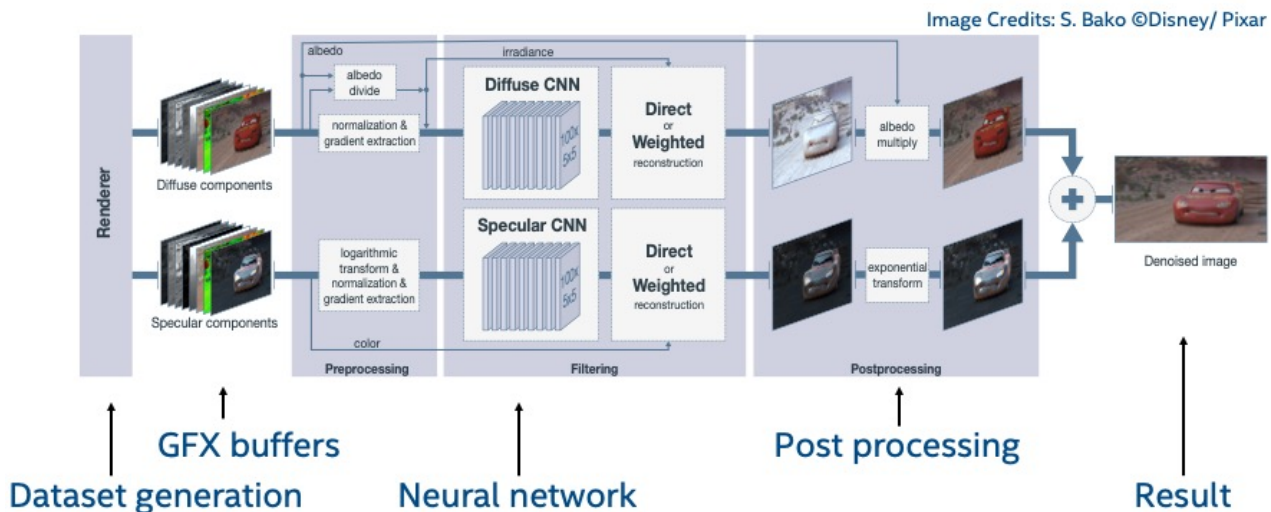 Image Credits: S. Bako ©Disney/ Pixar
Renderer
Diffuse components
Specular components
albedo
albedo
divide
normalization &
gradient extraction
logarithmic
transform &
normalization &
gradient extraction
color
Preprocessing
irradiance
Diffuse CNN
100x
5x5
Direct
or
Weighted
reconstruction
Specular CNN
100x
5x5
Direct
or
Weighted
reconstruction
Filtering
albedo
multiply
exponential
transform
Postprocessing
Denoised image
GFX buffers
Post processing
Dataset generation
Neural network
Result